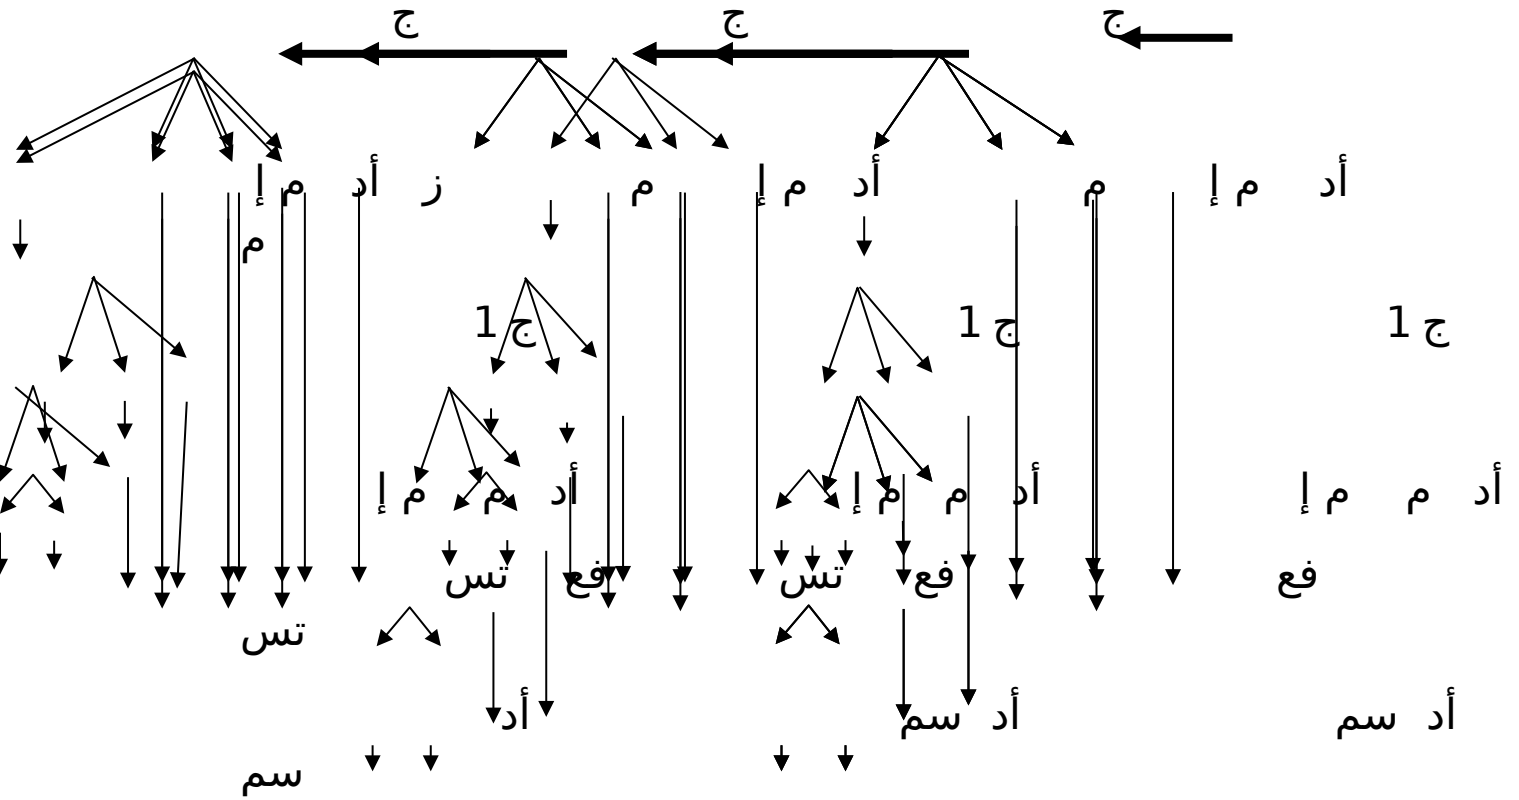 ج ج ج
أد م إ م أد م إ م ز أد م إ
م
ج 1 ج 1 ج 1
أد م م إ أد م م إ أد م م إ
فع فع تس فع تس
تس
أد سم أد سم أد
سم